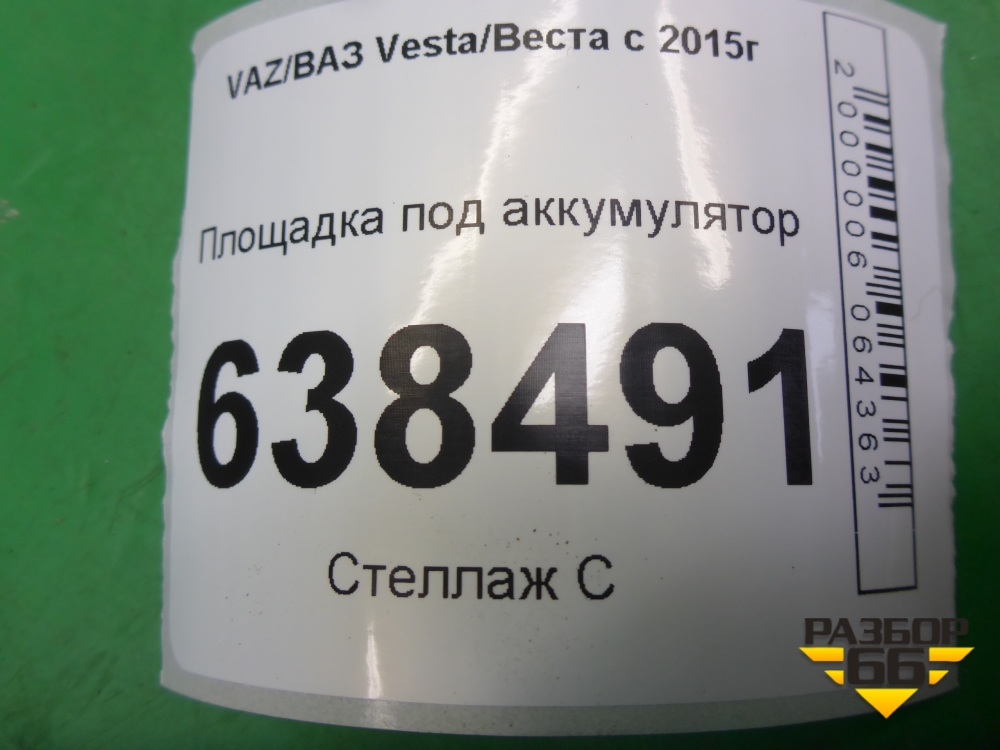 VAZ/ВАЗ Vesta/Веста с 2015г
Площадка под аккумулятор
638491
Стеллаж С
2000006064363
РАЗБОР
66